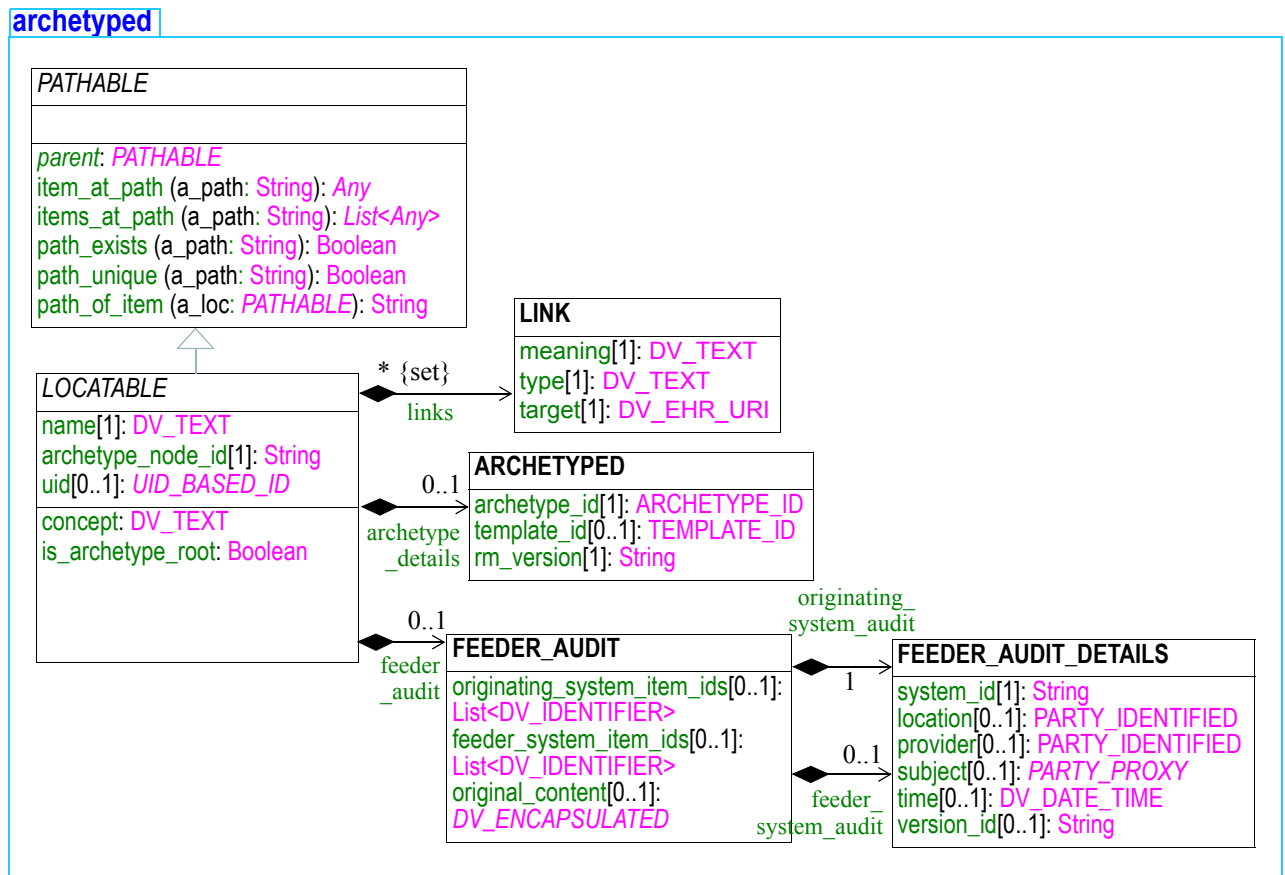 archetyped
PATHABLE
parent: PATHABLE
item_at_path (a_path: String): Any
items_at_path (a_path: String): List<Any>
path_exists (a_path: String): Boolean
path_unique (a_path: String): Boolean
path_of_item (a_loc: PATHABLE): String
LOCATABLE
name[1]: DV_TEXT
archetype_node_id[1]: String
uid[0..1]: UID_BASED_ID
concept: DV_TEXT
is_archetype_root: Boolean
* {set}
links
LINK
meaning[1]: DV_TEXT
type[1]: DV_TEXT
target[1]: DV_EHR_URI
0..1
archetype
_details
ARCHETYPED
archetype_id[1]: ARCHETYPE_ID
template_id[0..1]: TEMPLATE_ID
rm_version[1]: String
0..1
feeder
_audit
FEEDER_AUDIT
originating_system_item_ids[0..1]:
List<DV_IDENTIFIER>
feeder_system_item_ids[0..1]:
List<DV_IDENTIFIER>
original_content[0..1]:
DV_ENCAPSULATED
originating_
system_audit
1
0..1
feeder_
system_audit
FEEDER_AUDIT_DETAILS
system_id[1]: String
location[0..1]: PARTY_IDENTIFIED
provider[0..1]: PARTY_IDENTIFIED
subject[0..1]: PARTY_PROXY
time[0..1]: DV_DATE_TIME
version_id[0..1]: String